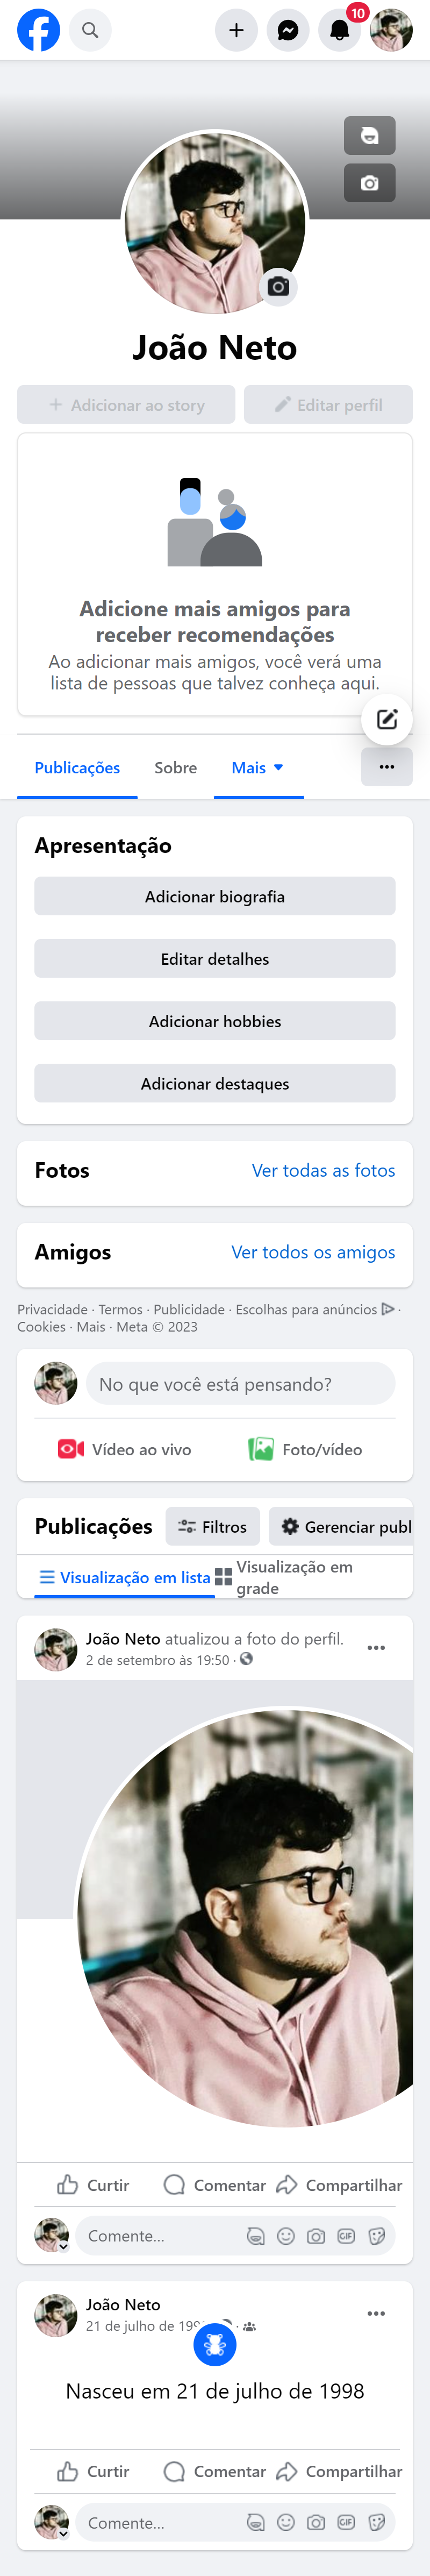 10
João Neto
Adicionar ao story
Editar perfil
Adicione mais amigos para
receber recomendações
Ao adicionar mais amigos, você verá uma
lista de pessoas que talvez conheça aqui.
Publicações Sobre Mais
Apresentação
Adicionar biografia
Editar detalhes
Adicionar hobbies
Adicionar destaques
Fotos Ver todas as fotos
Amigos Ver todos os amigos
Privacidade · Termos · Publicidade · Escolhas para anúncios ·
Cookies · Mais · Meta © 2023
No que você está pensando?
Vídeo ao vivo Foto/vídeo
Publicações Filtros Gerenciar publ
Visualização em lista
Visualização em
grade
João Neto atualizou a foto do perfil.
2 de setembro às 19:50 ·
Curtir Comentar Compartilhar
Comente...
GIF
João Neto
21 de julho de
Nasceu em 21 de julho de 1998
Curtir Comentar Compartilhar
Comente...
GIF